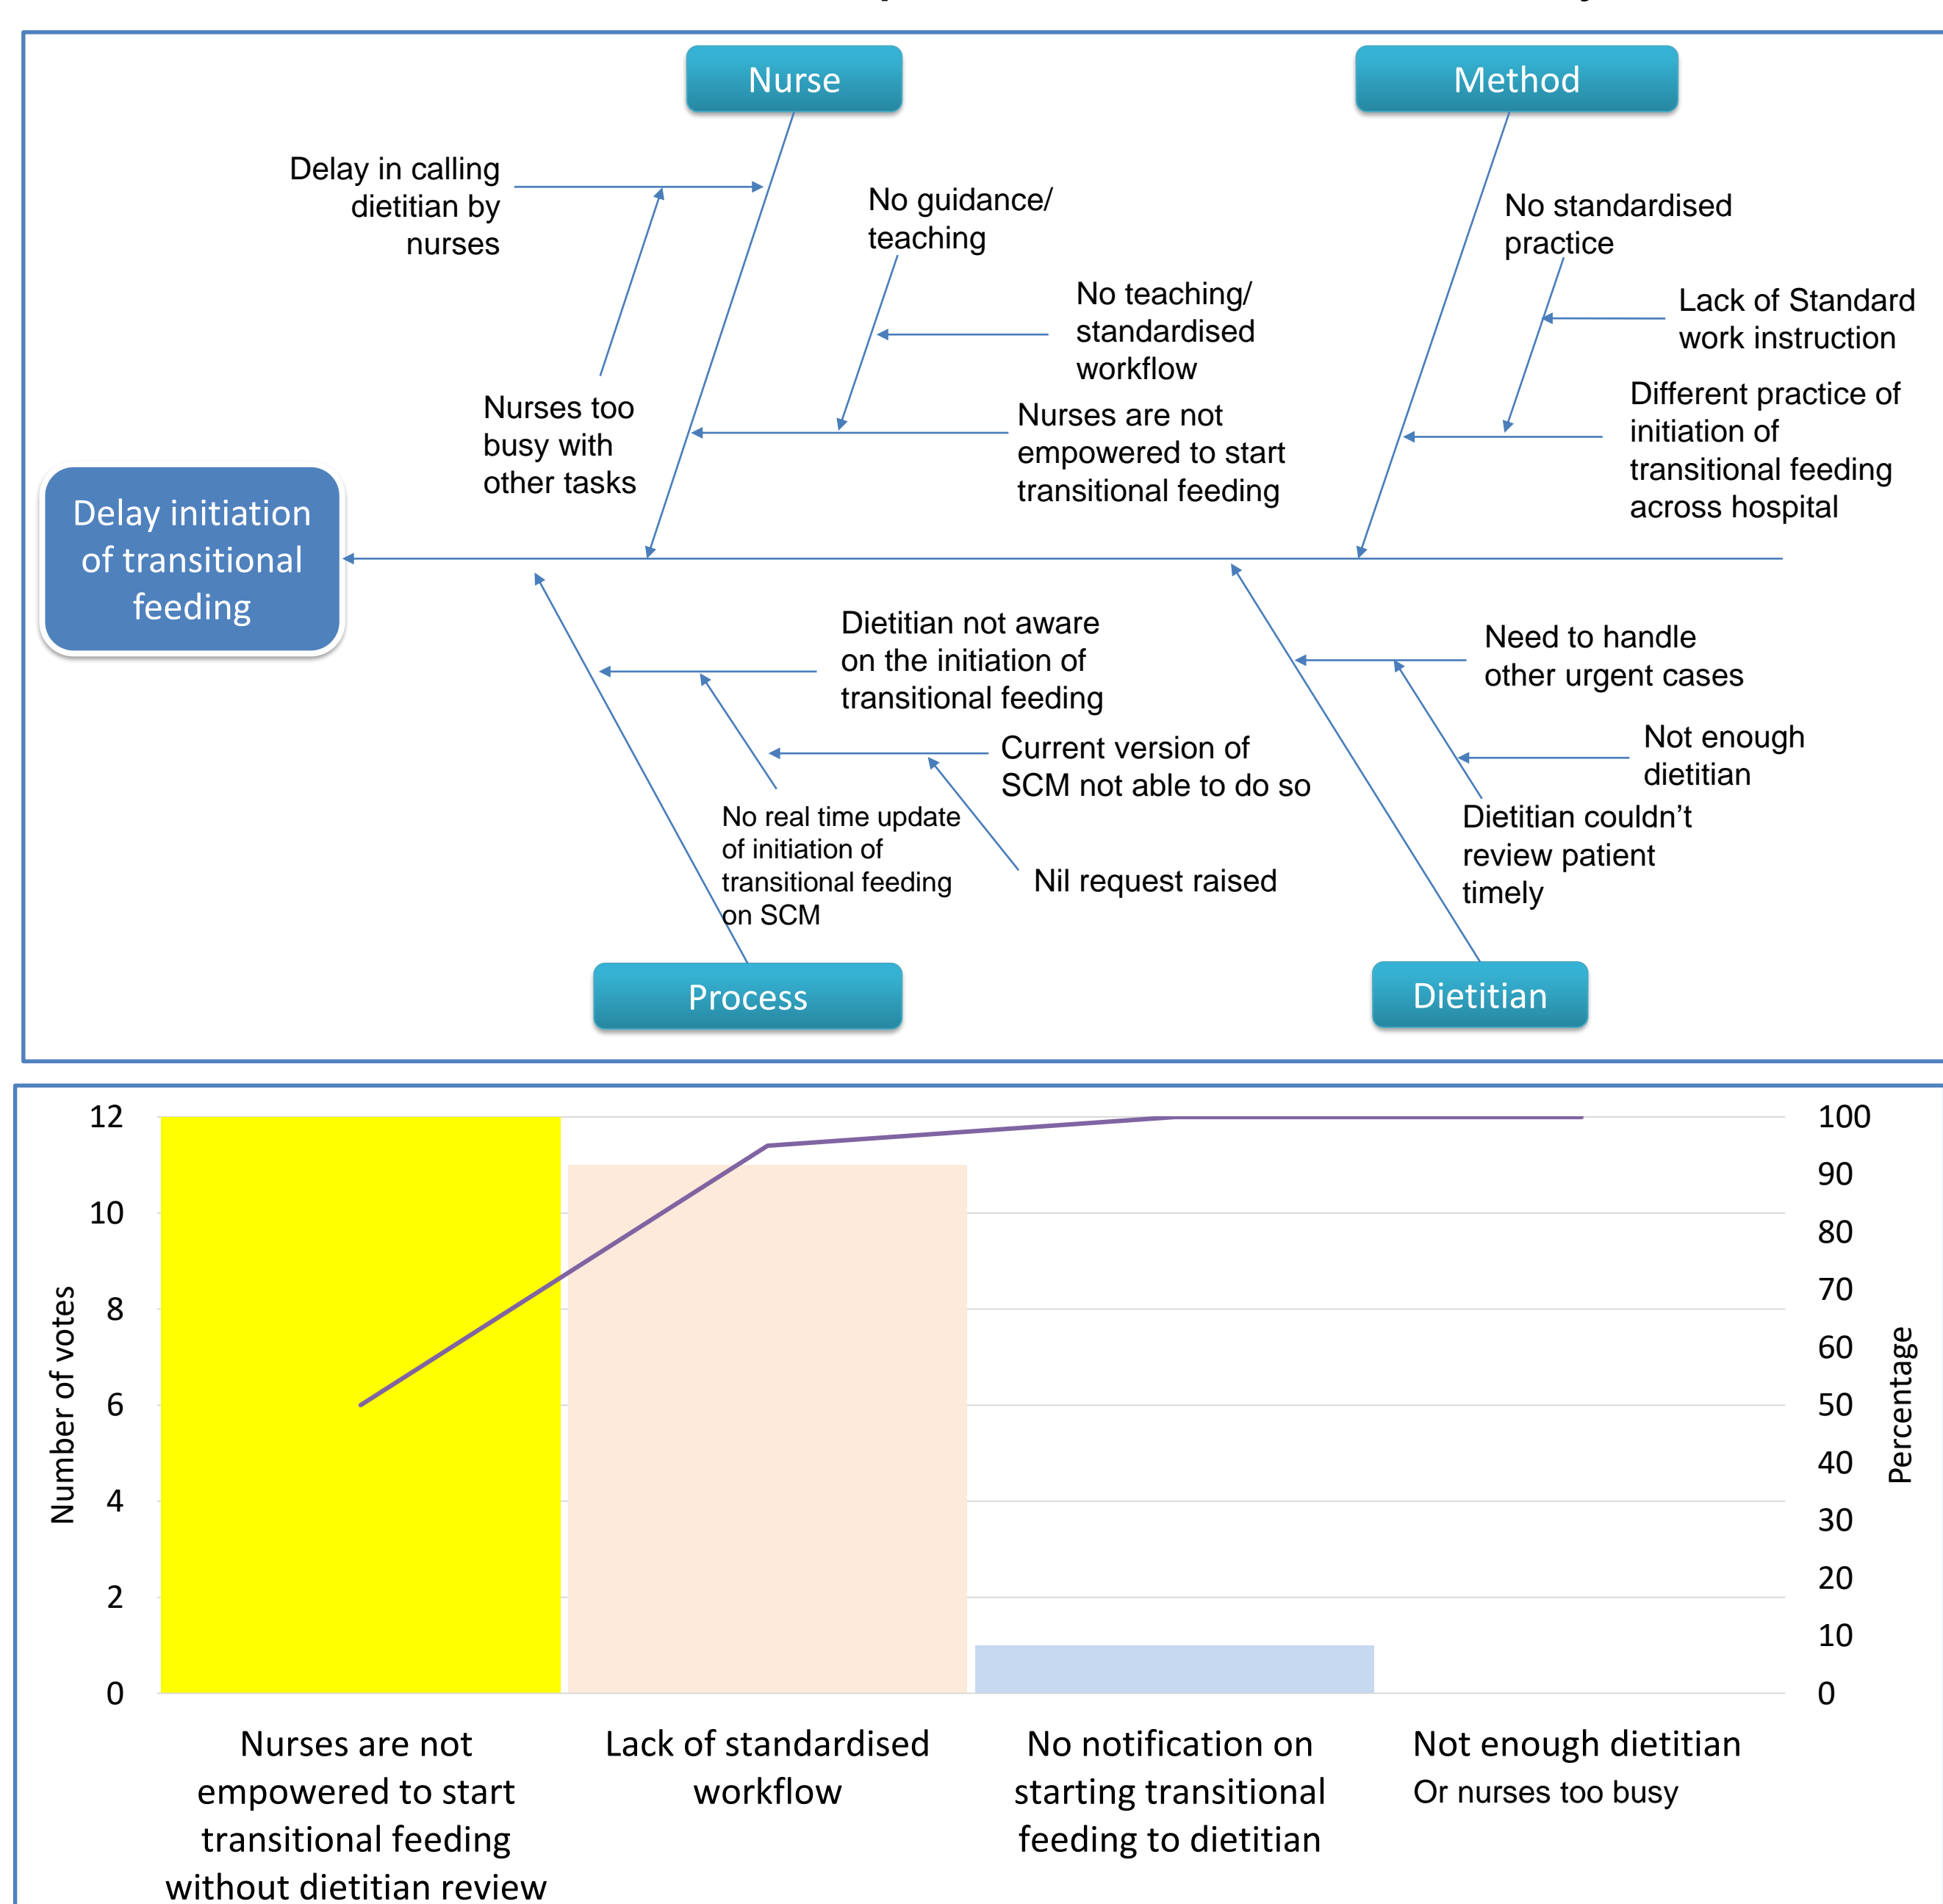 Nurse
Method
Delay in calling
dietitian by
nurses
No guidance/
teaching
No standardised
practice
No teaching/
standardised
workflow
Lack of Standard
work instruction
Nurses too
busy with
other tasks
Nurses are not
empowered to start
transitional feeding
Different practice of
initiation of
transitional feeding
across hospital
Delay initiation
of transitional
feeding
Dietitian not aware
on the initiation of
transitional feeding
Need to handle
other urgent cases
Current version of
SCM not able to do so
Not enough
dietitian
No real time update
of initiation of
transitional feeding
on SCM
Nil request raised
Dietitian couldn’t
review patient
timely
Process
Dietitian
12
10
8
6
4
2
0
Number of votes
100
90
80
70
60
50
40
30
20
10
0
Percentage
Nurses are not
empowered to start
transitional feeding
without dietitian review
Lack of standardised
workflow
No notification on
starting transitional
feeding to dietitian
Not enough dietitian
Or nurses too busy